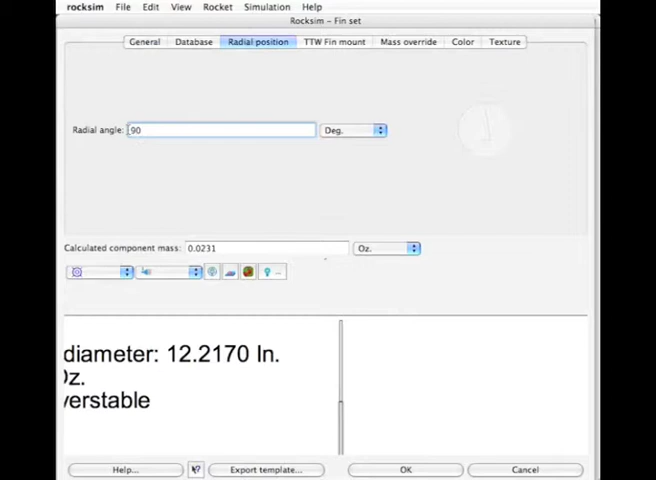 rocksim File Edit View Rocket Simulation Help
Rocksim - Fin set
General Database Radial position TTW Fin mount Mass override Color Texture
Radial angle: 90 Deg.
Calculated component mass: 0.0231 Oz.
diameter: 12.2170 In.
Oz.
verstable
Help... Export template... OK Cancel